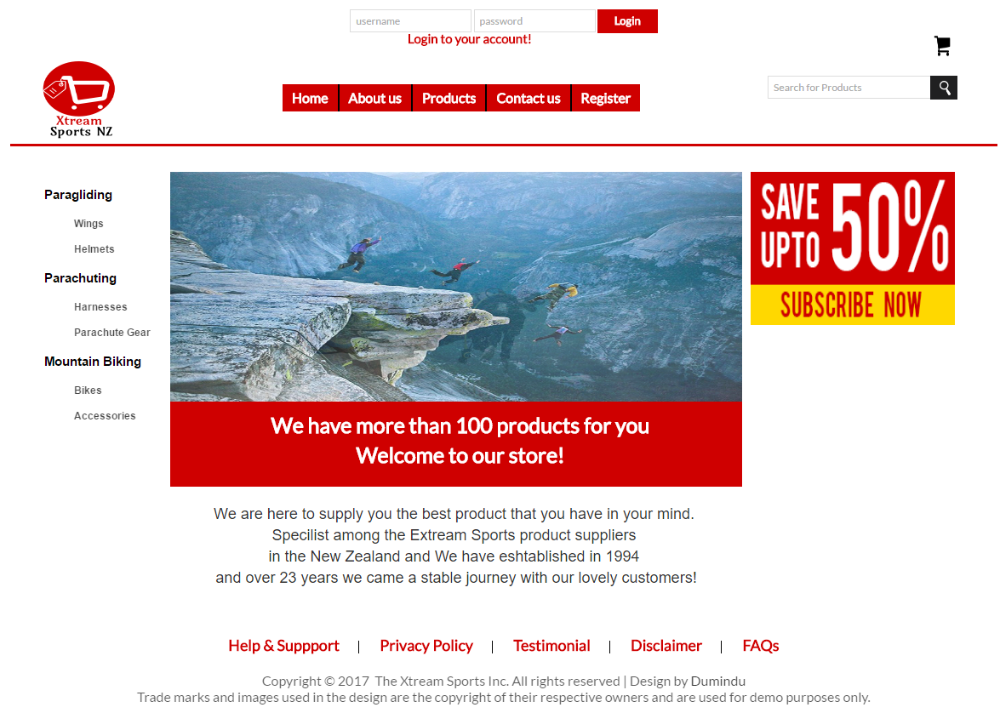 username
password
Login
Login to your account!
Xtream
Sports NZ
Home
About us
Products
Contact us
Register
Search for Products
Paragliding
Wings
Helmets
Parachuting
Harnesses
Parachute Gear
Mountain Biking
Bikes
Accessories
We have more than 100 products for you
Welcome to our store!
SAVE
UPTO
50%
SUBSCRIBE NOW
We are here to supply you the best product that you have in your mind.
Specilist among the Extream Sports product suppliers
in the New Zealand and We have eshtablished in 1994
and over 23 years we came a stable journey with our lovely customers!
Help & Suppport | Privacy Policy | Testimonial | Disclaimer | FAQs
Copyright © 2017 The Xtream Sports Inc. All rights reserved | Design by Dumindu
Trade marks and images used in the design are the copyright of their respective owners and are used for demo purposes only.